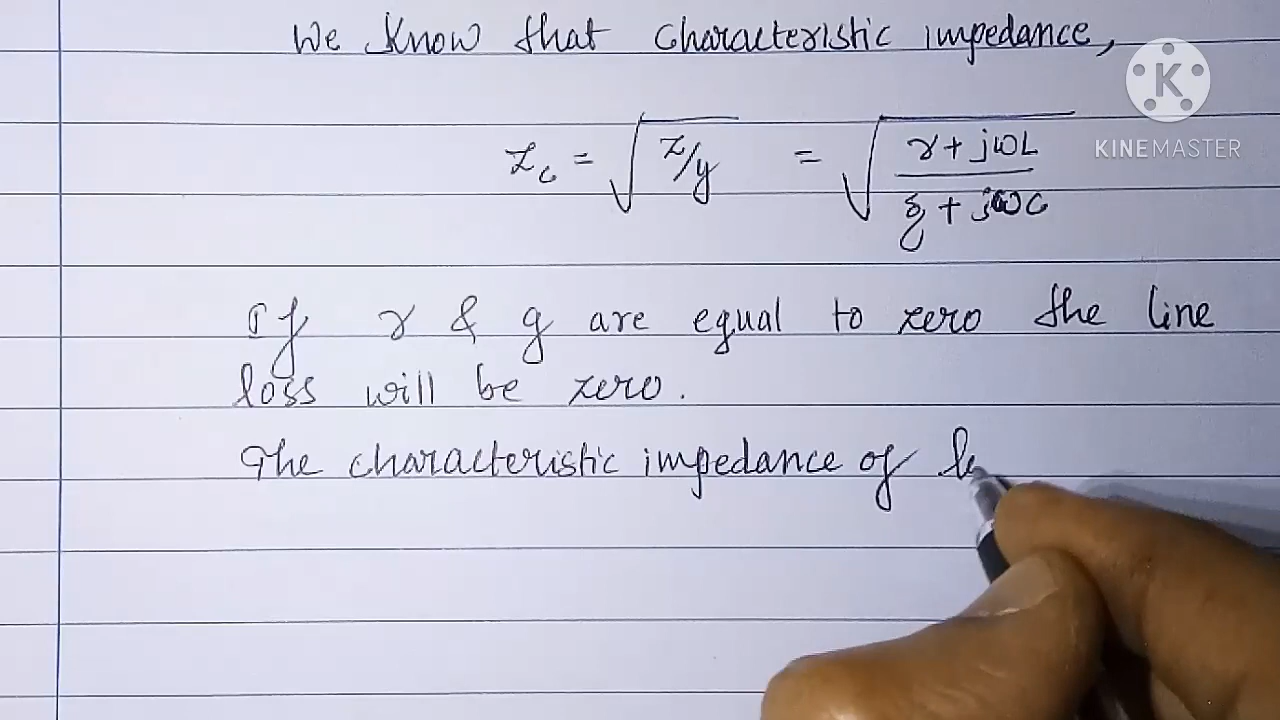 We Know that characteristic impedance,
K
KINEMASTER
Zc = √(z/y) = √((r + jωL)/(g + jωC))
If r & g are equal to zero the line
loss will be zero.
The characteristic impedance of